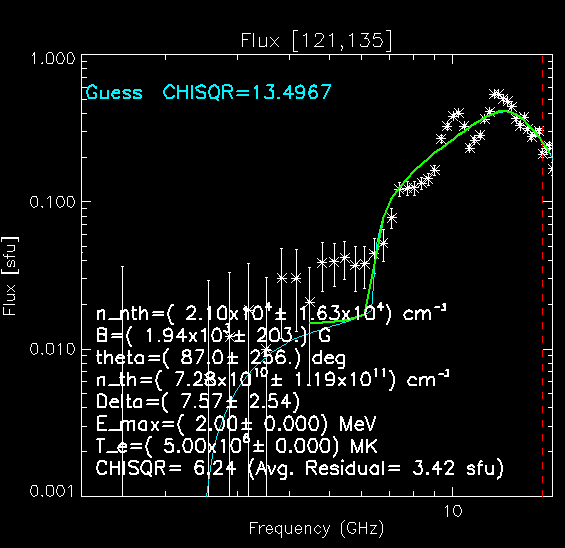 Flux [121,135]
1.000
Guess CHISQR=13.4967
0.100
Flux [sfu]
n_nth=( 2.10x10⁴± 1.63x10⁴) cm⁻³
B=( 1.94x10³± 203.) G
0.010
theta=( 87.0± 256.) deg
n_th=( 7.28x10¹⁰± 1.19x10¹¹) cm⁻³
Delta=( 7.57± 2.54)
E_max=( 2.00± 0.000) MeV
T_e=( 5.00x10⁶± 0.000) MK
CHISQR= 6.24 (Avg. Residual= 3.42 sfu)
0.001
10
Frequency (GHz)